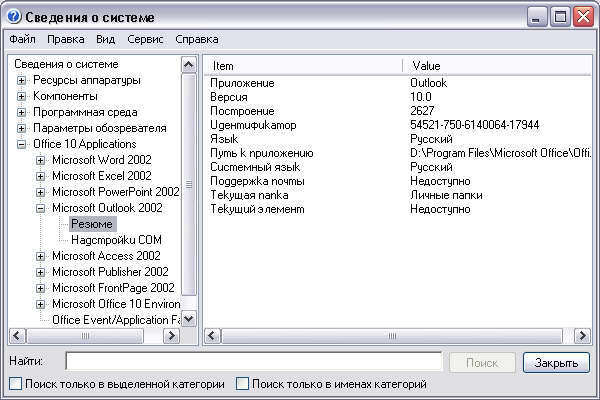 Сведения о системе
Файл Правка Вид Сервис Справка
Сведения о системе
Ресурсы аппаратуры
Компоненты
Программная среда
Параметры обозревателя
Office 10 Applications
Microsoft Word 2002
Microsoft Excel 2002
Microsoft PowerPoint 2002
Microsoft Outlook 2002
Резюме
Надстройки COM
Microsoft Access 2002
Microsoft Publisher 2002
Microsoft FrontPage 2002
Microsoft Office 10 Environ
Office Event/Application Fa
Item Value
Приложение Outlook
Версия 10.0
Построение 2627
Идентификатор 54521-750-6140064-17944
Язык Русский
Путь к приложению D:\Program Files\Microsoft Office\Offi...
Системный язык Русский
Поддержка почты Недоступно
Текущая папка Личные папки
Текущий элемент Недоступно
Найти: Поиск Закрыть
Поиск только в выделенной категории Поиск только в именах категорий